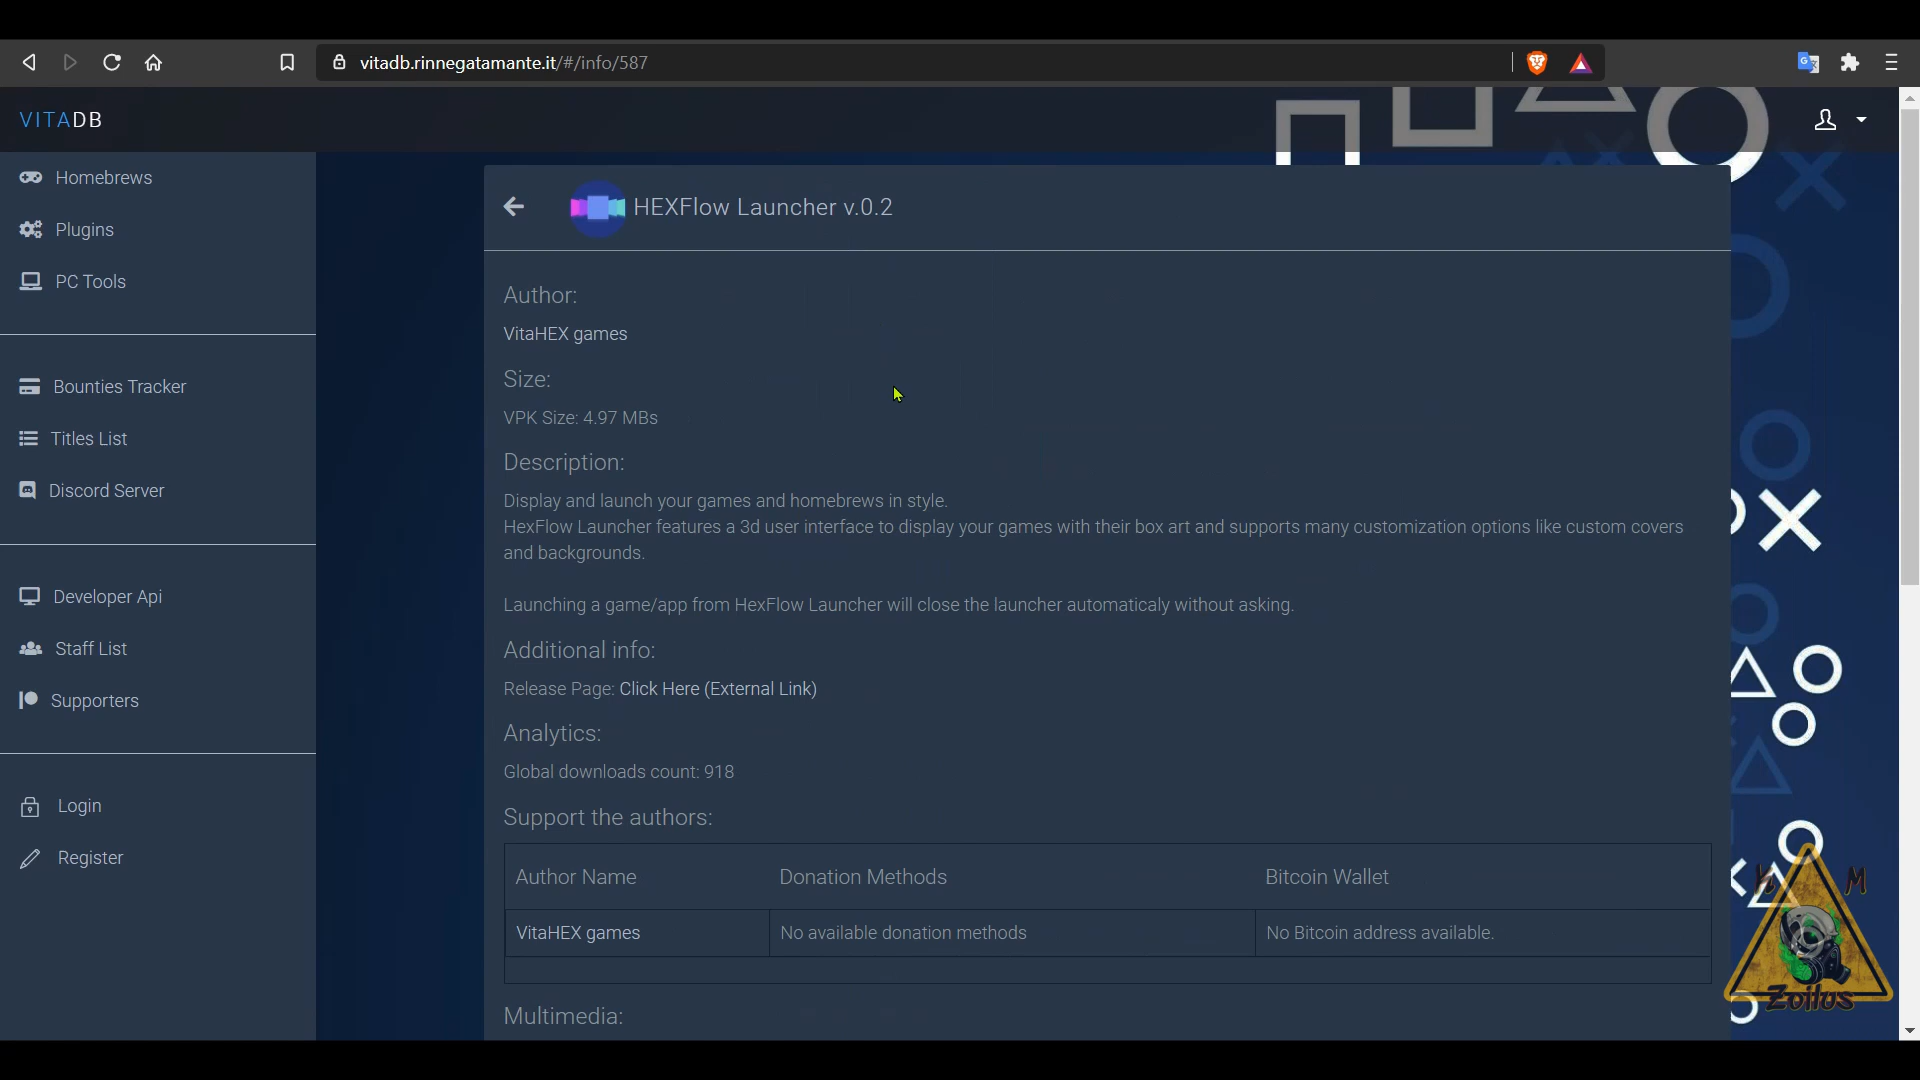 vitadb.rinnegatamante.it/#/info/587
VITADB
Homebrews
Plugins
PC Tools
Bounties Tracker
Titles List
Discord Server
Developer Api
Staff List
Supporters
Login
Register
HEXFlow Launcher v.0.2
Author:
VitaHEX games
Size:
VPK Size: 4.97 MBs
Description:
Display and launch your games and homebrews in style.
HexFlow Launcher features a 3d user interface to display your games with their box art and supports many customization options like custom covers
and backgrounds.
Launching a game/app from HexFlow Launcher will close the launcher automaticaly without asking.
Additional info:
Release Page: Click Here (External Link)
Analytics:
Global downloads count: 918
Support the authors:
Author Name Donation Methods Bitcoin Wallet
VitaHEX games No available donation methods No Bitcoin address available.
Multimedia:
K M
Zoilus